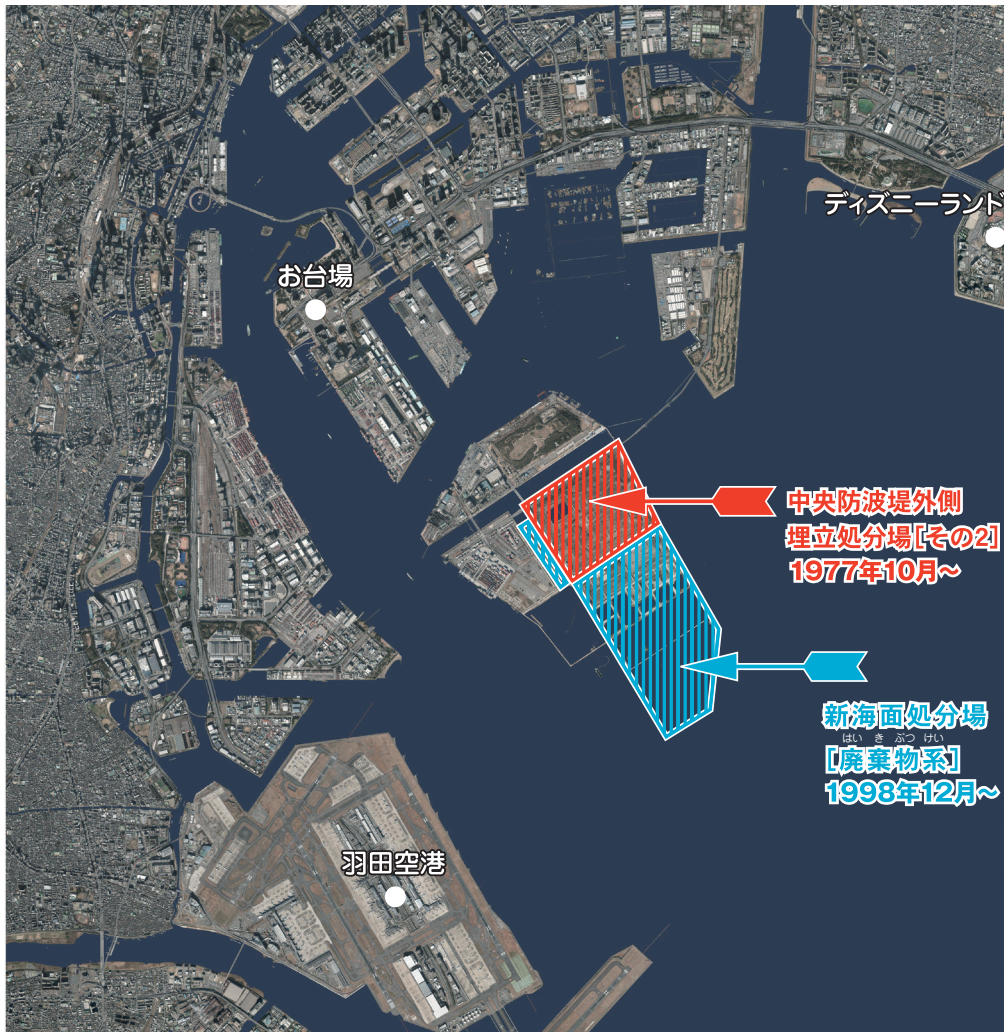 ディズニーランド
お台場
中央防波堤外側
埋立処分場[その2]
1977年10月~
新海面処分場
はい き ぶつ けい
[廃棄物系]
1998年12月~
羽田空港